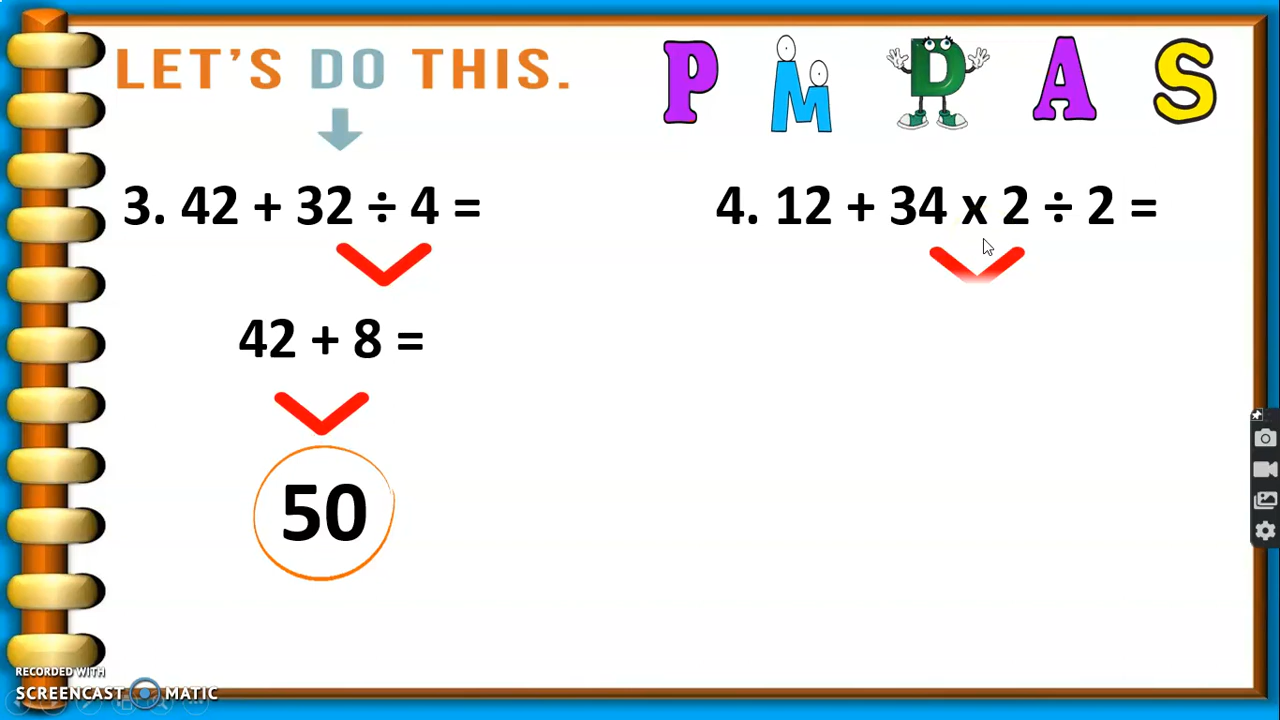 LET'S DO THIS.
P M D A S
3. 42 + 32 ÷ 4 =
42 + 8 =
50
4. 12 + 34 x 2 ÷ 2 =
RECORDED WITH
SCREENCAST MATIC